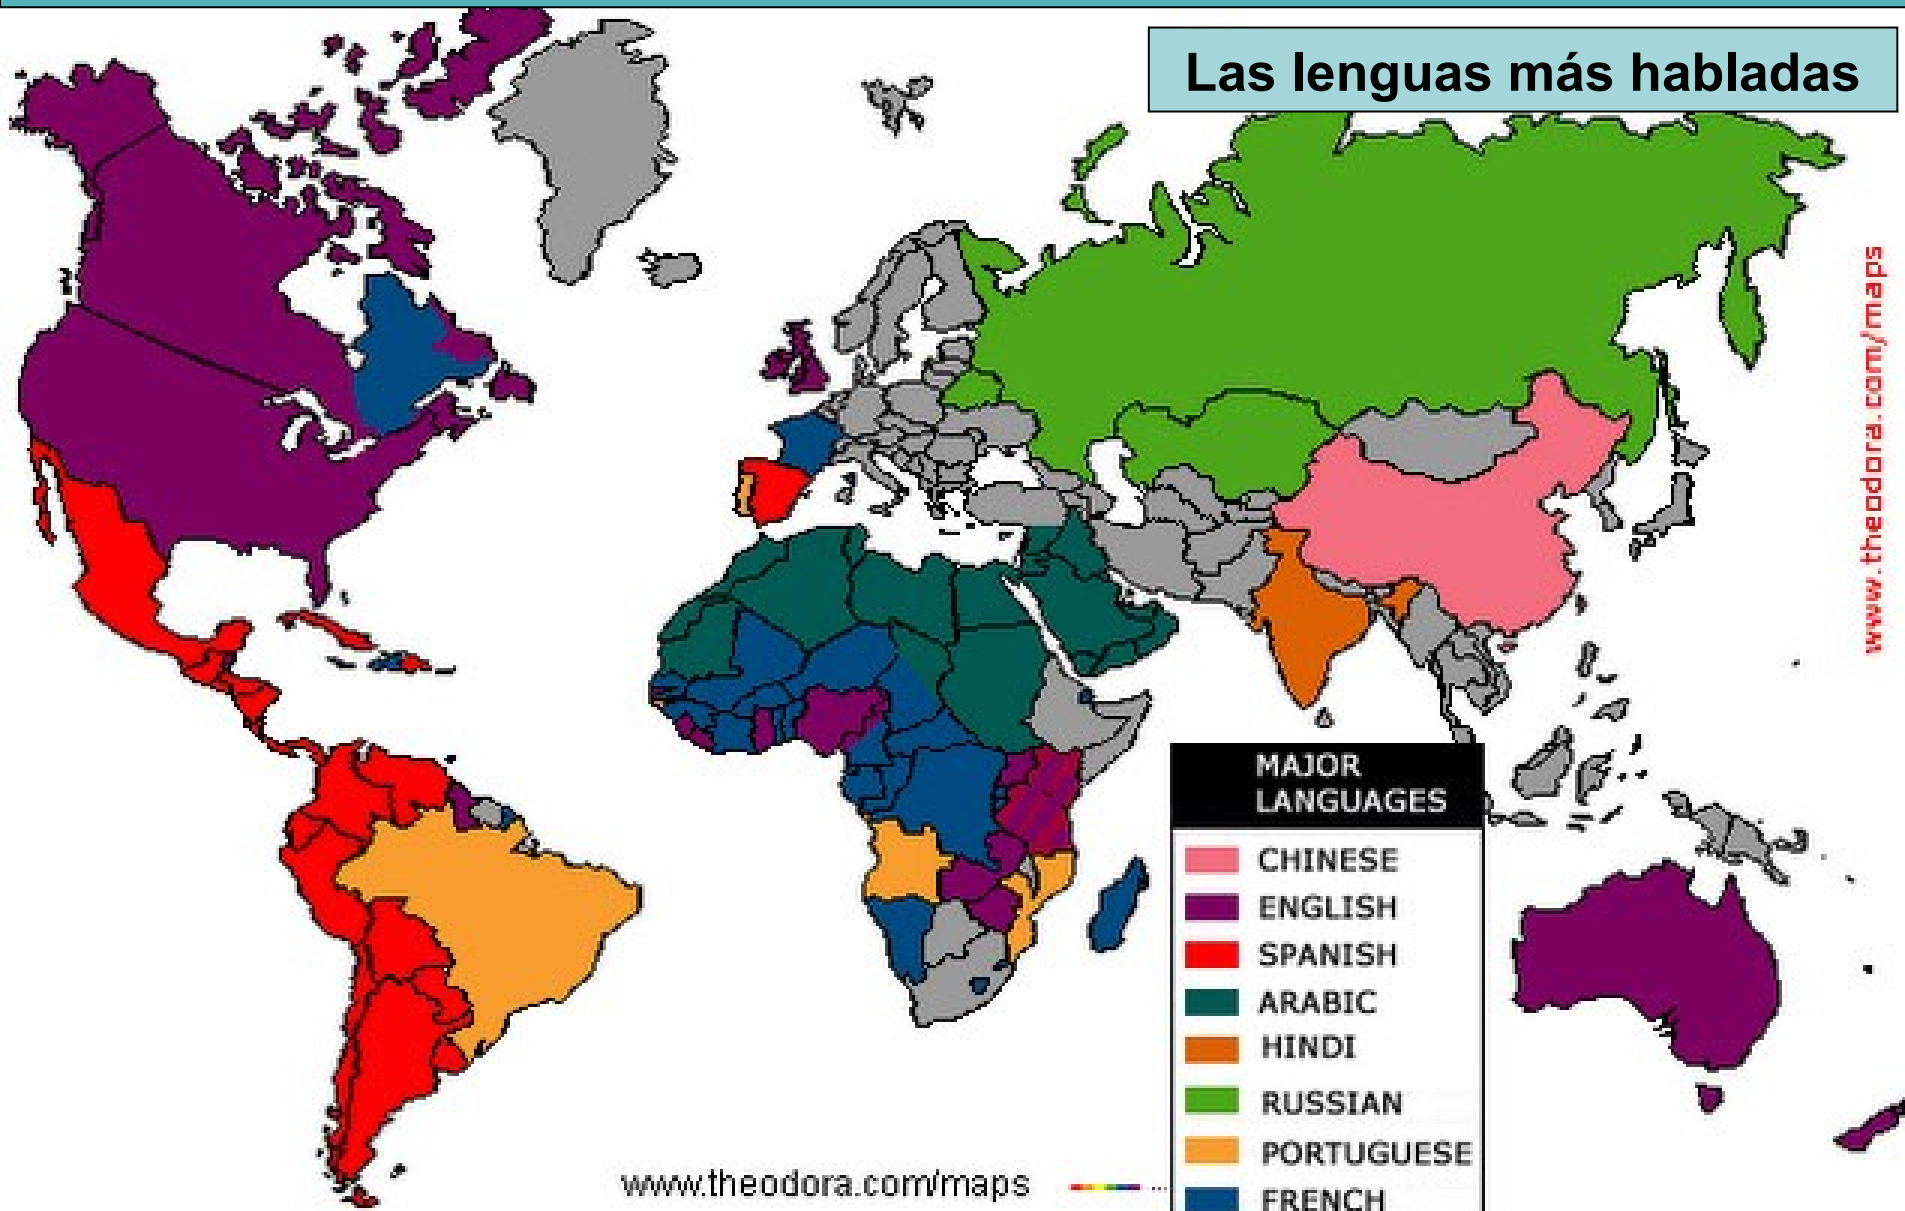 Las lenguas más habladas
www.theodora.com/maps
MAJOR
LANGUAGES
CHINESE
ENGLISH
SPANISH
ARABIC
HINDI
RUSSIAN
PORTUGUESE
FRENCH
www.theodora.com/maps